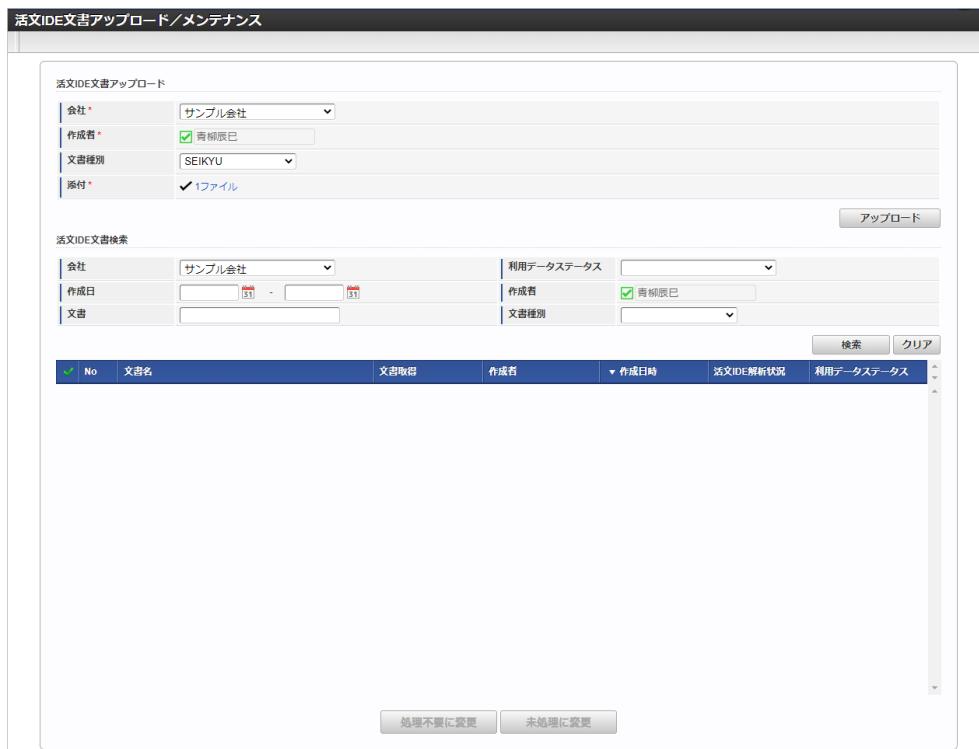 活文IDE文書アップロード／メンテナンス
活文IDE文書アップロード
会社* サンプル会社
作成者* 青柳辰巳
文書種別 SEIKYU
添付* 1ファイル
アップロード
活文IDE文書検索
会社 サンプル会社 利用データステータス
作成日 31 - 31 作成者 青柳辰巳
文書 文書種別
検索 クリア
No 文書名 文書取得 作成者 ▼作成日時 活文IDE解析状況 利用データステータス
処理不要に変更 未処理に変更